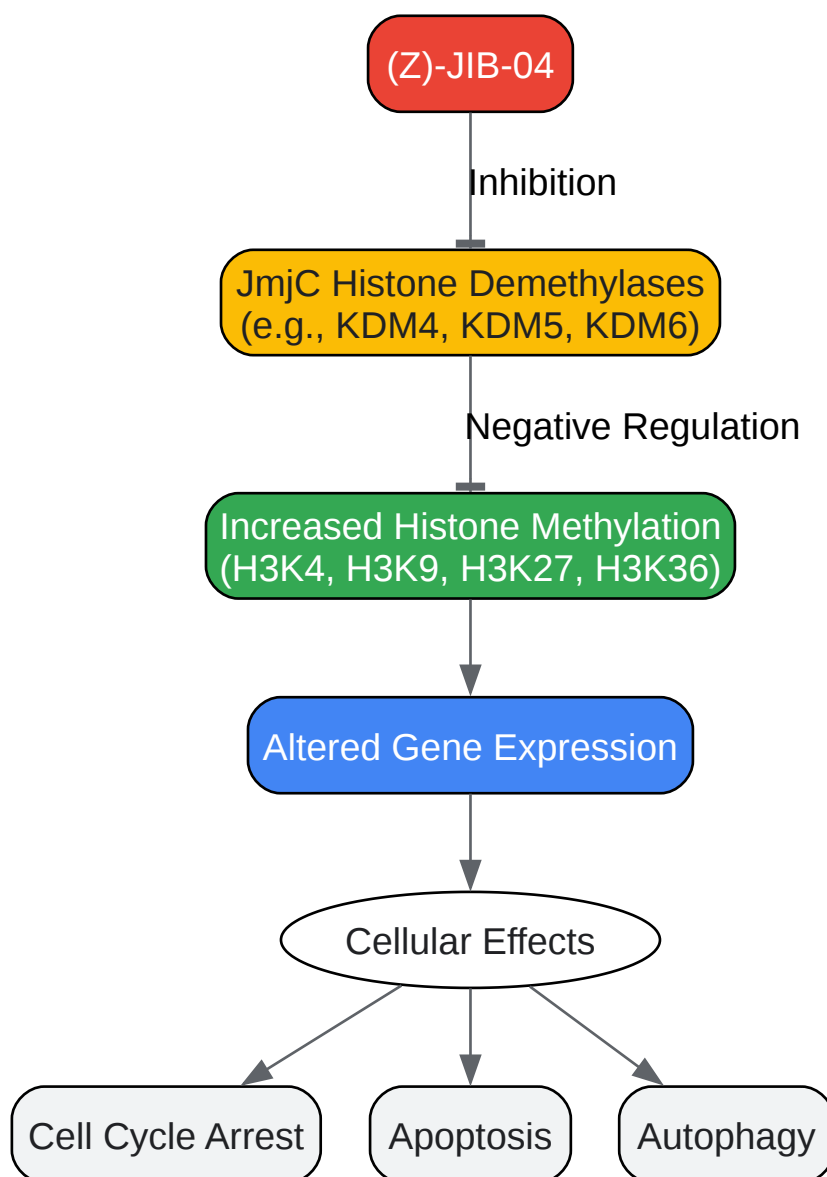 (Z)-JIB-04
Inhibition
JmjC Histone Demethylases
(e.g., KDM4, KDM5, KDM6)
Negative Regulation
Increased Histone Methylation
(H3K4, H3K9, H3K27, H3K36)
Altered Gene Expression
Cellular Effects
Cell Cycle Arrest
Apoptosis
Autophagy